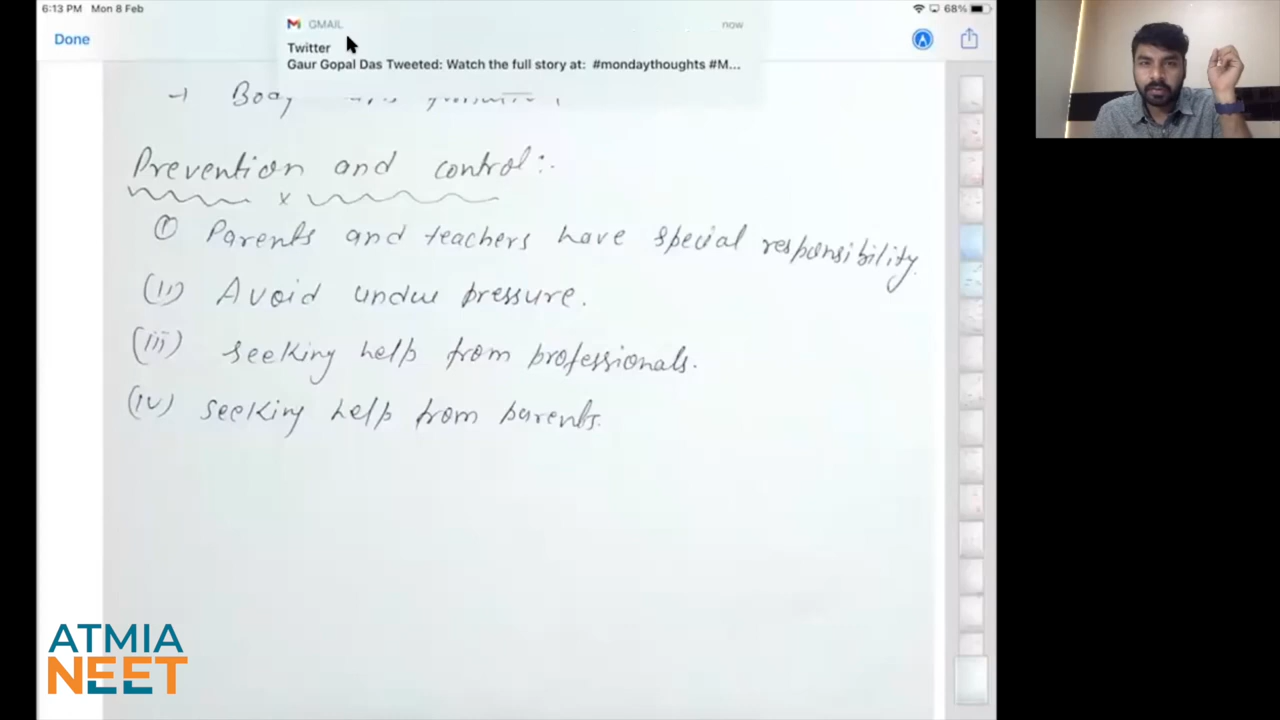 6:13 PM Mon 8 Feb
68%
GMAIL
now
Done
Twitter
Gaur Gopal Das Tweeted: Watch the full story at: #mondaythoughts #M...
→ Body
Prevention and control:-
(i) Parents and teachers have special responsibility.
(ii) Avoid undue pressure.
(iii) seeking help from professionals.
(iv) seeking help from parents.
ATMIA
NEET